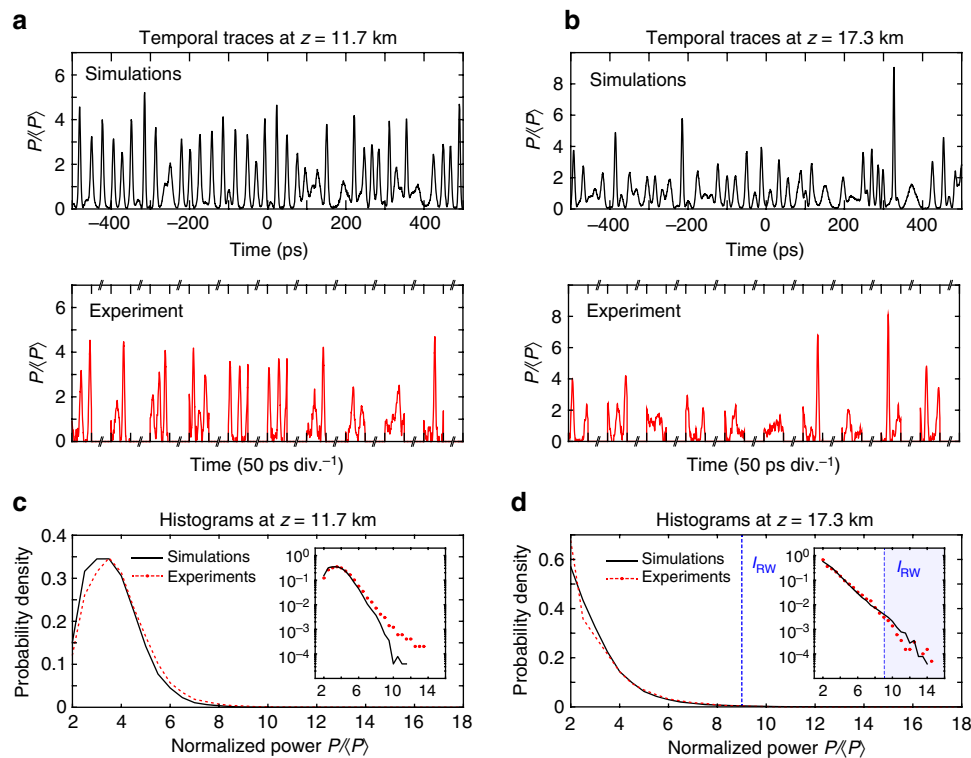 a
Temporal traces at z = 11.7 km
Simulations
P/⟨P⟩
6
4
2
0
−400 −200 0 200 400
Time (ps)
Experiment
P/⟨P⟩
6
4
2
0
Time (50 ps div.⁻¹)
b
Temporal traces at z = 17.3 km
Simulations
P/⟨P⟩
8
6
4
2
0
−400 −200 0 200 400
Time (ps)
Experiment
P/⟨P⟩
8
6
4
2
0
Time (50 ps div.⁻¹)
c
Histograms at z = 11.7 km
Probability density
0.4
0.3
0.2
0.1
0
2 4 6 8 10 12 14 16 18
Normalized power P/⟨P⟩
Simulations
Experiments
10⁰
10⁻¹
10⁻²
10⁻³
10⁻⁴
2 6 10 14
d
Histograms at z = 17.3 km
Probability density
0.6
0.4
0.2
0
2 4 6 8 10 12 14 16 18
Normalized power P/⟨P⟩
Simulations
Experiments
I_RW
10⁰
10⁻¹
10⁻²
10⁻³
10⁻⁴
2 6 10 14
I_RW